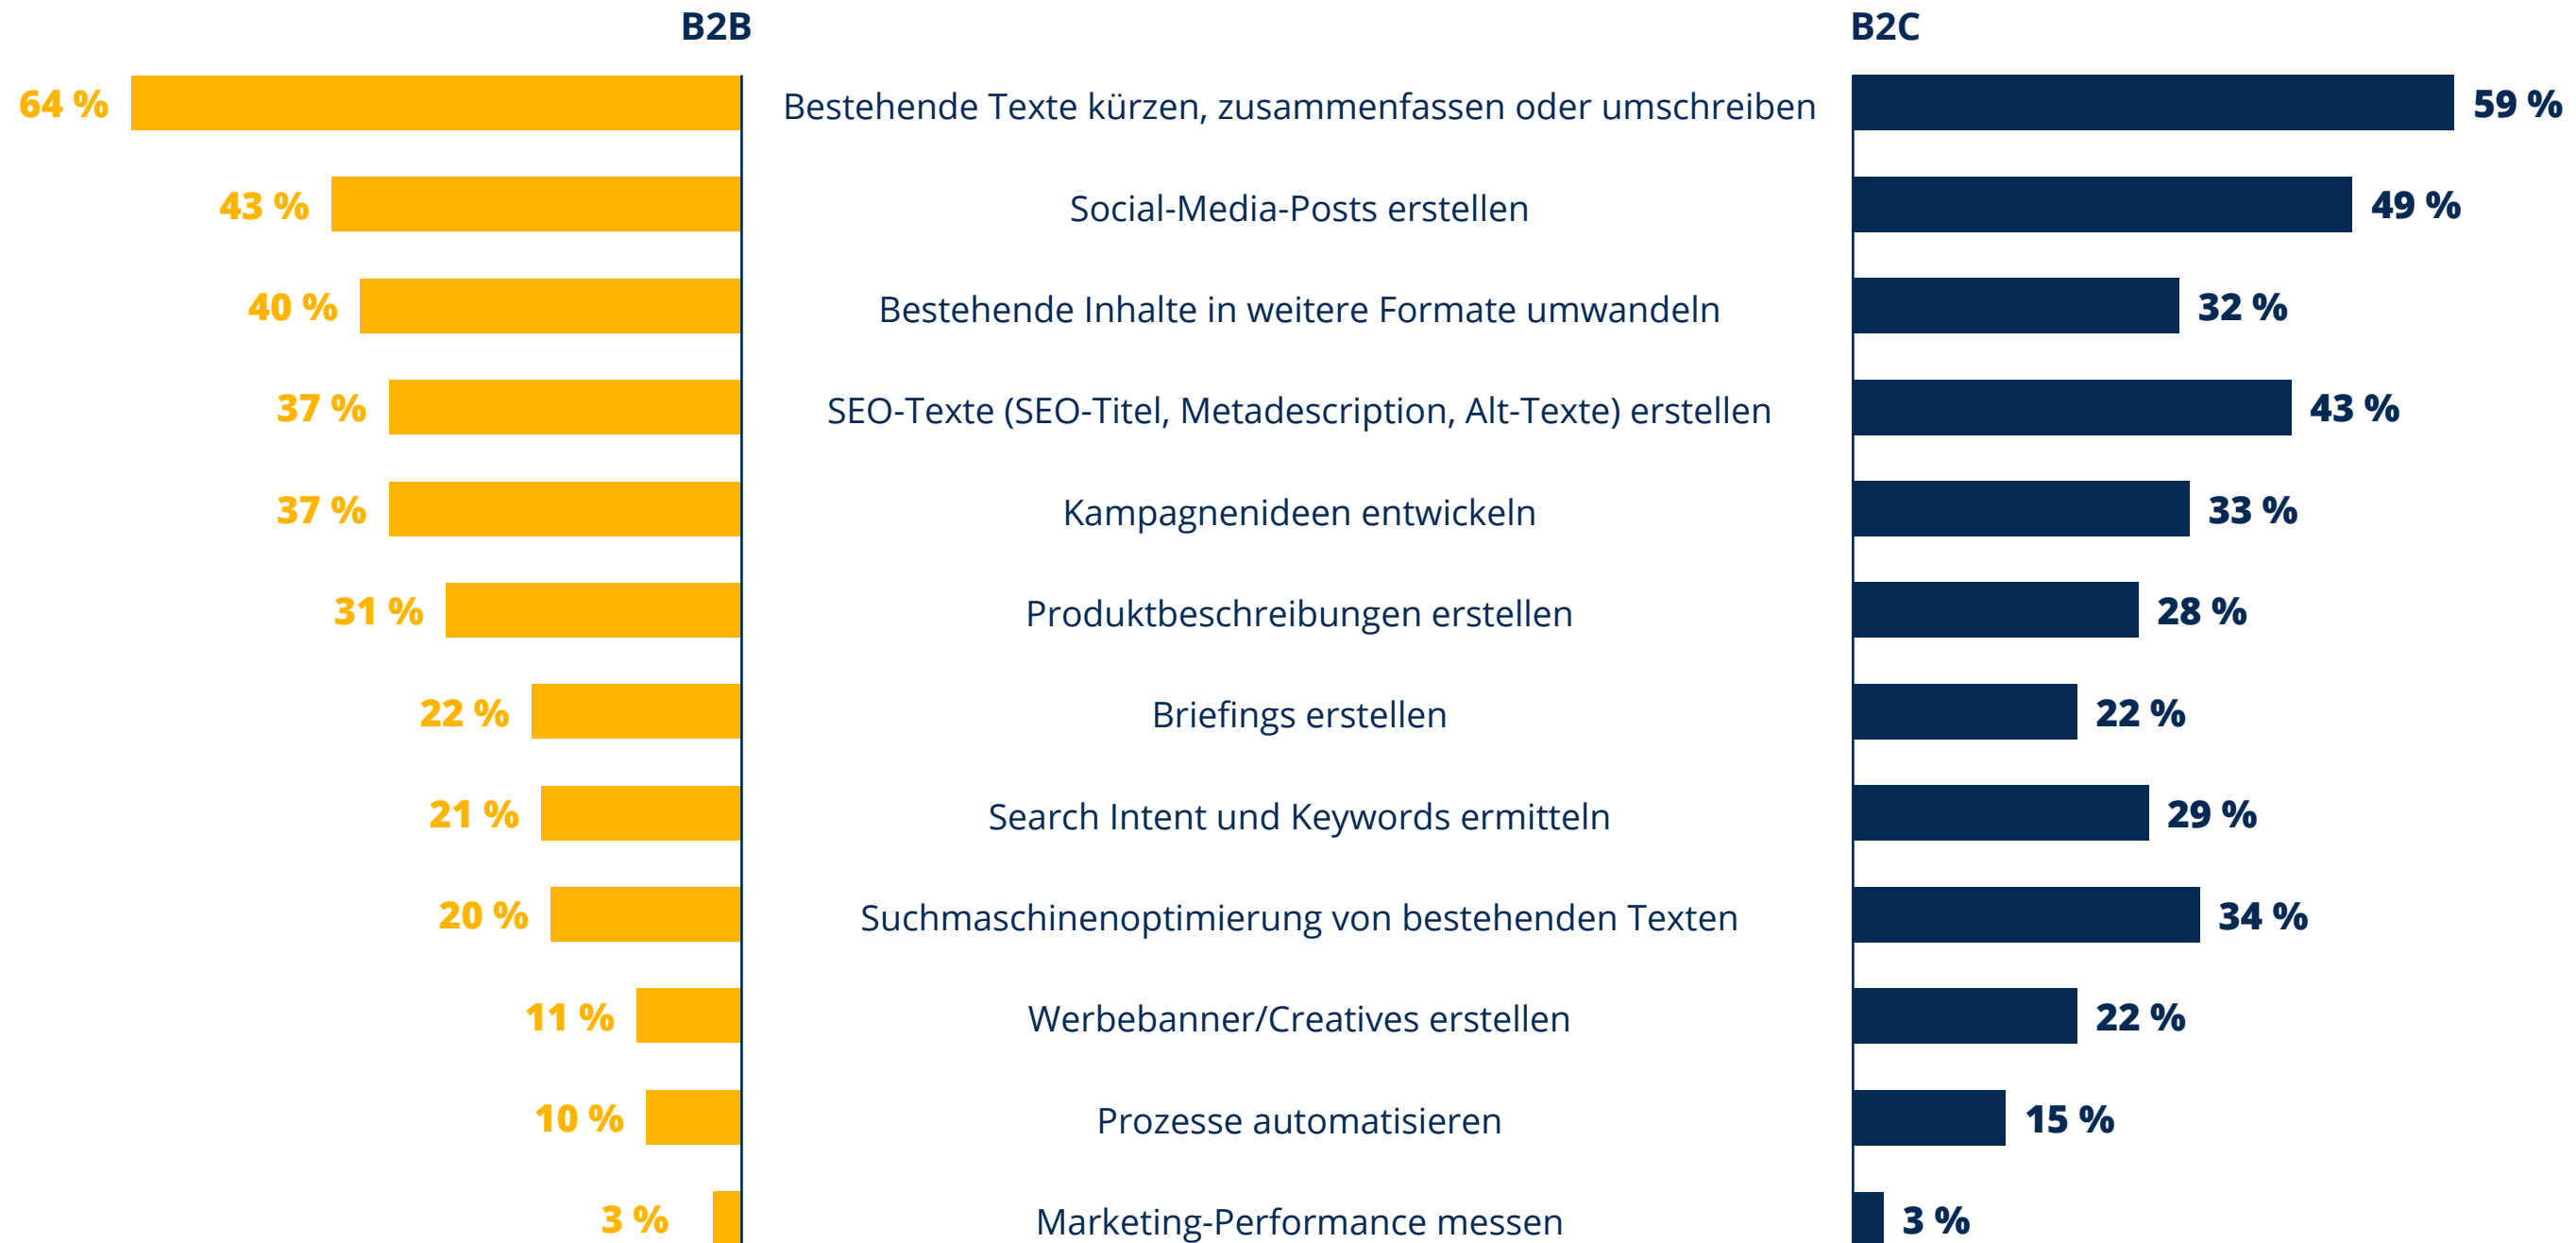 B2B B2C
64 % Bestehende Texte kürzen, zusammenfassen oder umschreiben 59 %
43 % Social-Media-Posts erstellen 49 %
40 % Bestehende Inhalte in weitere Formate umwandeln 32 %
37 % SEO-Texte (SEO-Titel, Metadescription, Alt-Texte) erstellen 43 %
37 % Kampagnenideen entwickeln 33 %
31 % Produktbeschreibungen erstellen 28 %
22 % Briefings erstellen 22 %
21 % Search Intent und Keywords ermitteln 29 %
20 % Suchmaschinenoptimierung von bestehenden Texten 34 %
11 % Werbebanner/Creatives erstellen 22 %
10 % Prozesse automatisieren 15 %
3 % Marketing-Performance messen 3 %